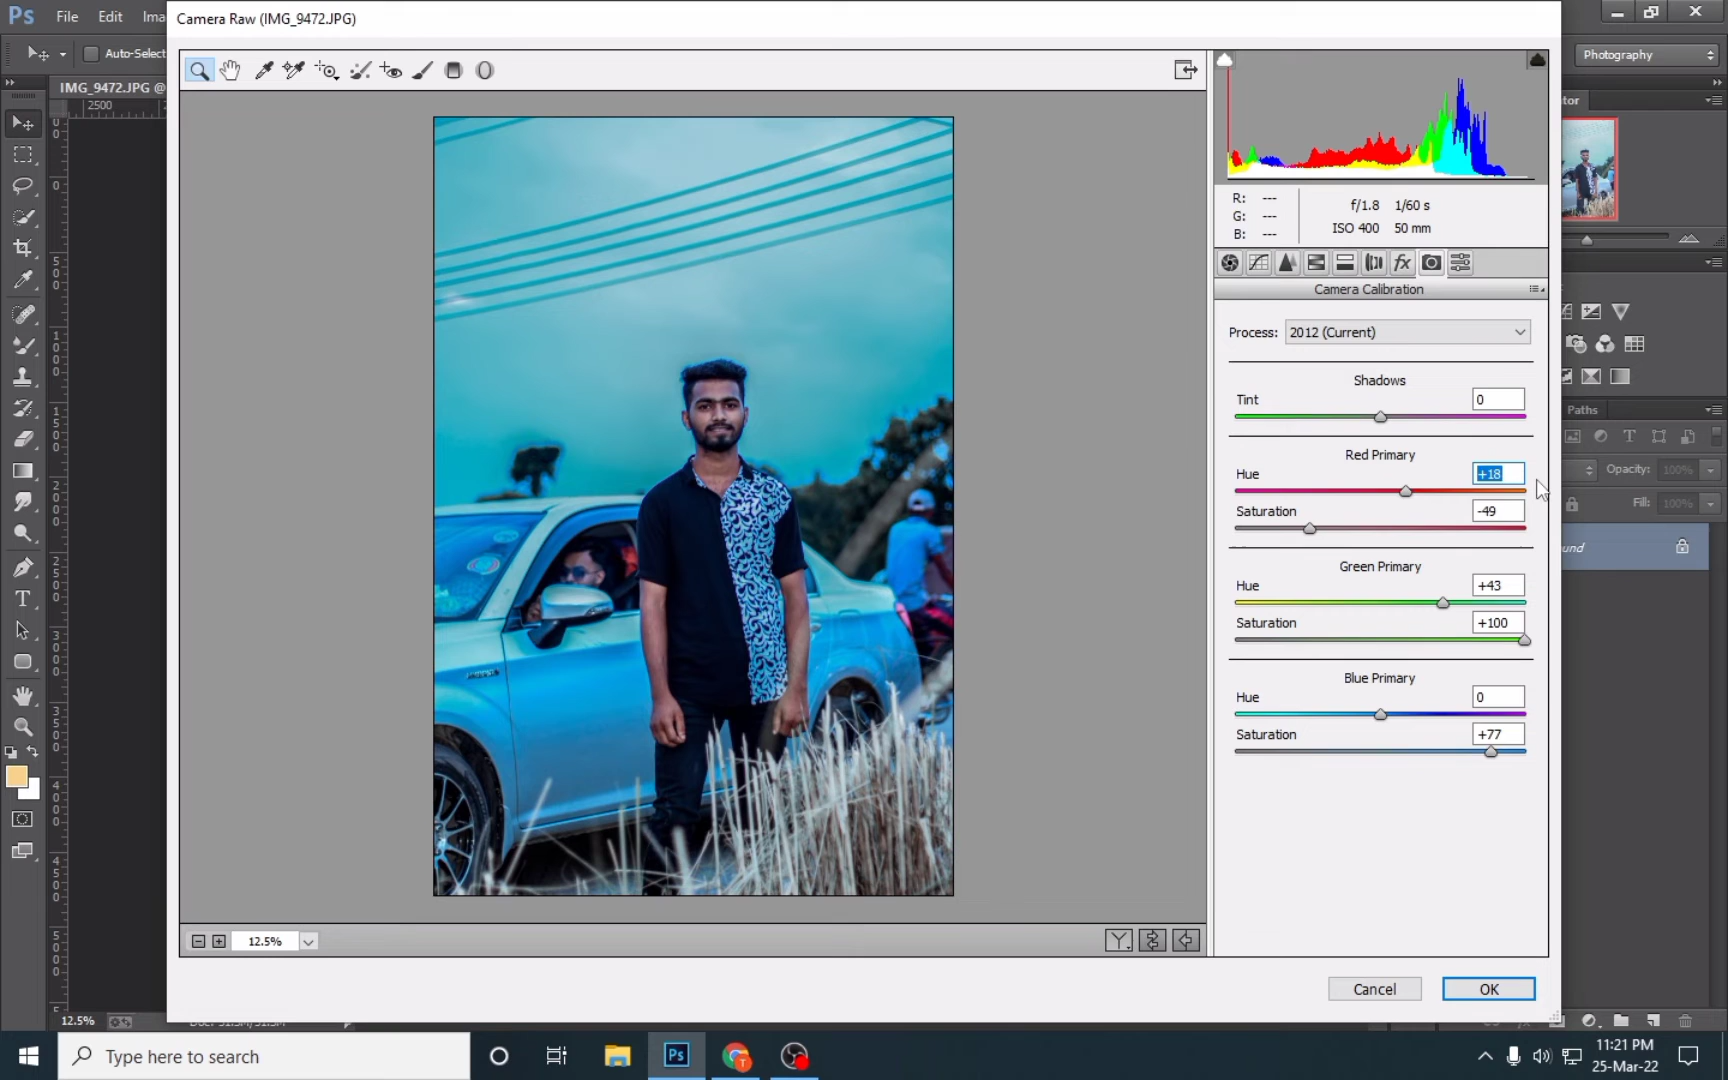 Ps File Edit Ima
Camera Raw (IMG_9472.JPG)
Auto-Select
Photography
IMG_9472.JPG @
2500
R: ---
G: ---
B: ---
f/1.8 1/60 s
ISO 400 50 mm
fx
Camera Calibration
Process: 2012 (Current)
Shadows
Tint 0
Red Primary
Hue +18
Saturation -49
Green Primary
Hue +43
Saturation +100
Blue Primary
Hue 0
Saturation +77
Paths
Opacity: 100%
Fill: 100%
12.5%
Cancel OK
12.5%
Type here to search
Ps
11:21 PM
25-Mar-22